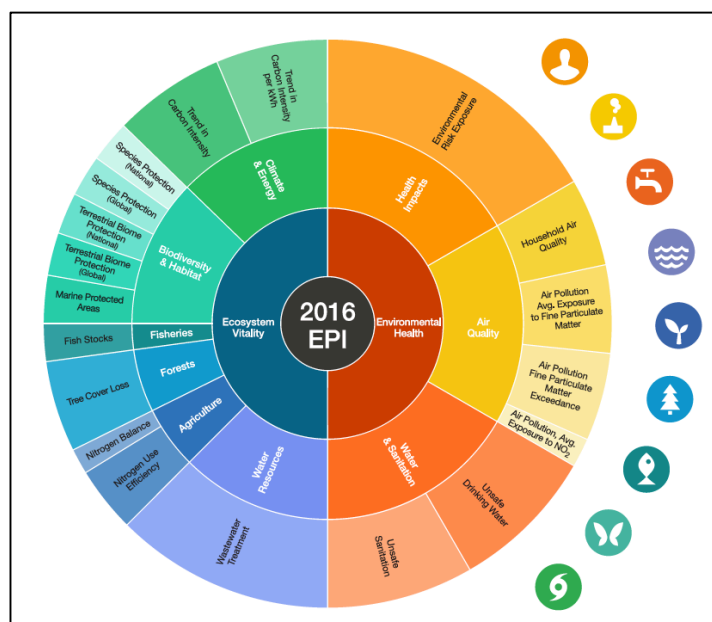 2016
EPI
Environmental
Health
Ecosystem
Vitality
Health
Impacts
Air
Quality
Water
& Sanitation
Water
Resources
Agriculture
Forests
Fisheries
Biodiversity
& Habitat
Climate
& Energy
Environmental
Risk Exposure
Household Air
Quality
Air Pollution
Avg. Exposure
to Fine Particulate
Matter
Air Pollution
Fine Particulate
Matter
Exceedance
Air Pollution, Avg.
Exposure to NO₂
Unsafe
Drinking Water
Unsafe
Sanitation
Wastewater
Treatment
Nitrogen Use
Efficiency
Nitrogen Balance
Tree Cover Loss
Fish Stocks
Marine Protected
Areas
Terrestrial Biome
Protection
(Global)
Terrestrial Biome
Protection
(National)
Species Protection
(Global)
Species Protection
(National)
Trend in
Carbon Intensity
Trend in
Carbon Intensity
per kWh